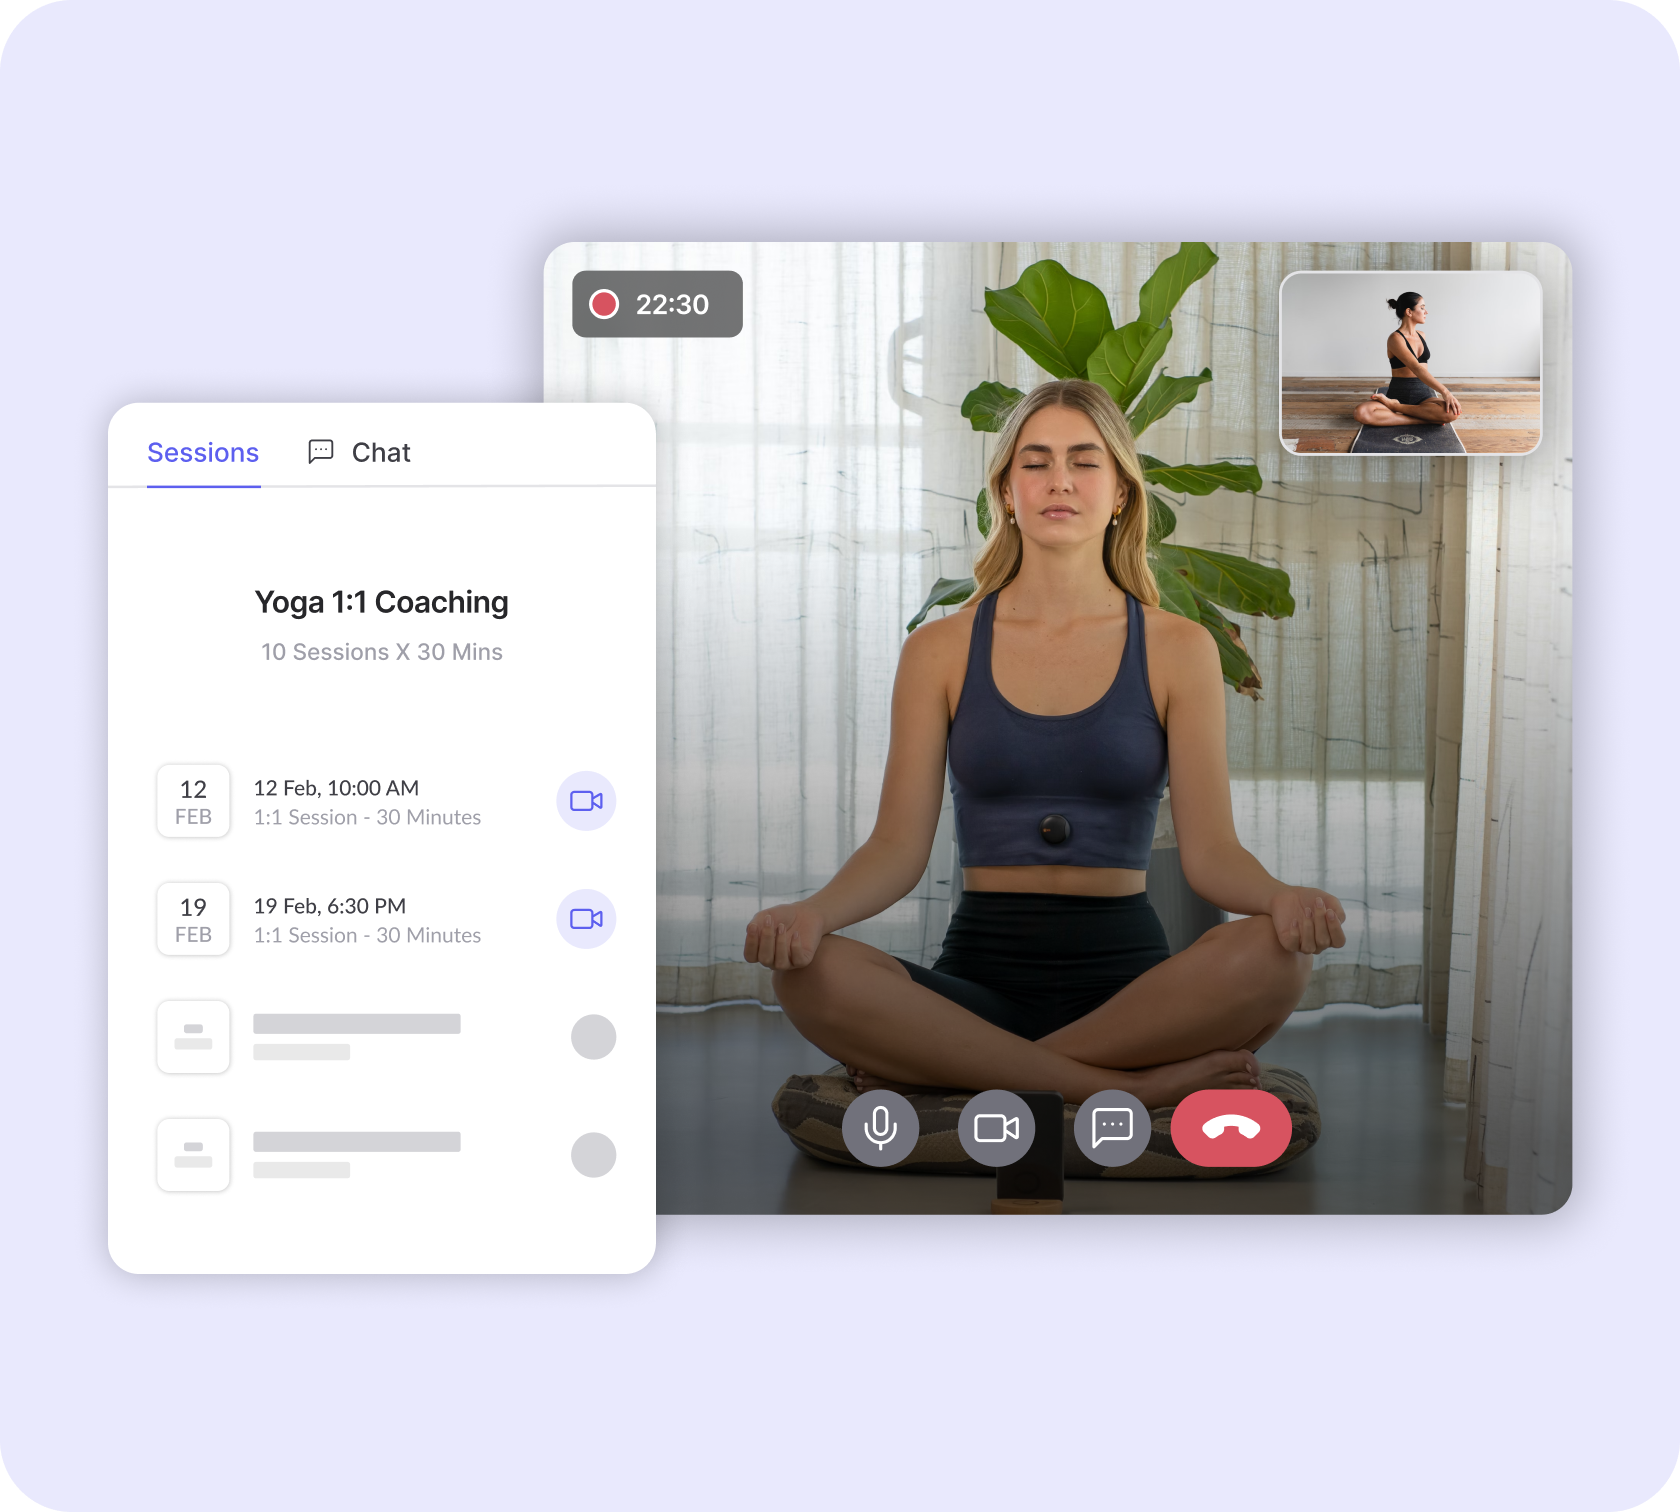 22:30
Sessions
Chat
Yoga 1:1 Coaching
10 Sessions X 30 Mins
12
FEB
12 Feb, 10:00 AM
1:1 Session - 30 Minutes
19
FEB
19 Feb, 6:30 PM
1:1 Session - 30 Minutes